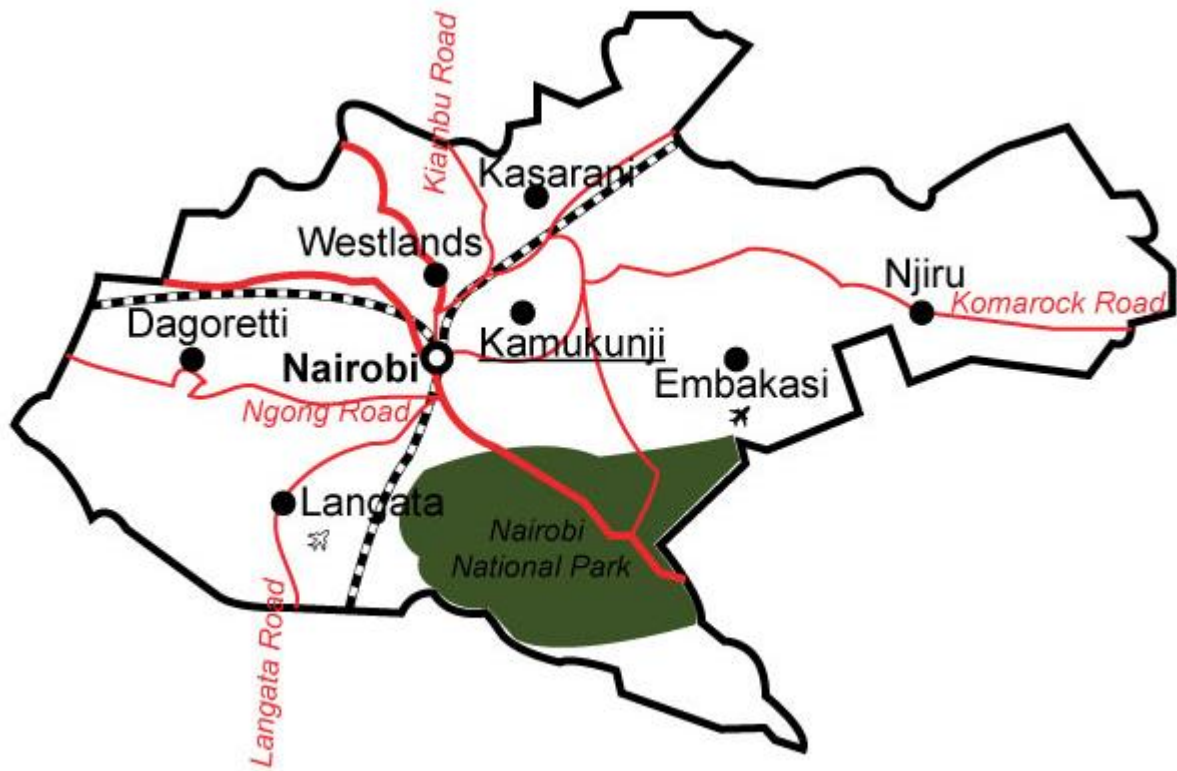 Kiambu Road
Kasarani
Westlands
Njiru
Komarock Road
Dagoretti
Kamukunji
Nairobi
Embakasi
Ngong Road
Langata
Nairobi
National Park
Langata Road